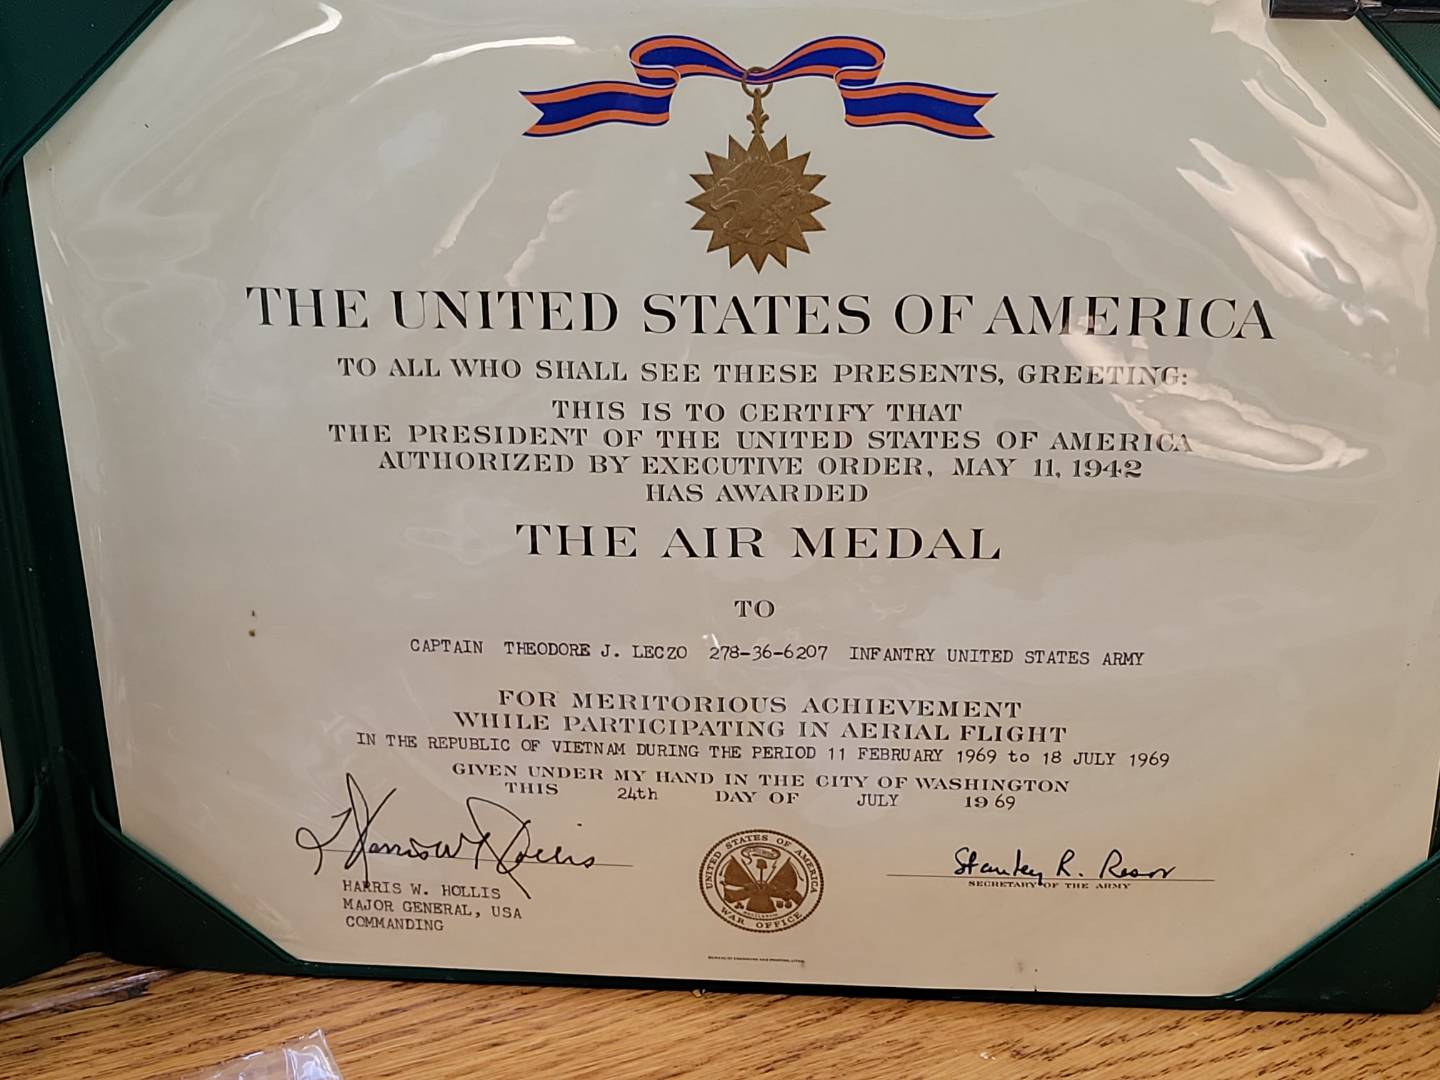 THE UNITED STATES OF AMERICA
TO ALL WHO SHALL SEE THESE PRESENTS, GREETING:
THIS IS TO CERTIFY THAT
THE PRESIDENT OF THE UNITED STATES OF AMERICA
AUTHORIZED BY EXECUTIVE ORDER, MAY 11, 1942
HAS AWARDED
THE AIR MEDAL
TO
CAPTAIN THEODORE J. LECZO 278-36-6207 INFANTRY UNITED STATES ARMY
FOR MERITORIOUS ACHIEVEMENT
WHILE PARTICIPATING IN AERIAL FLIGHT
IN THE REPUBLIC OF VIETNAM DURING THE PERIOD 11 FEBRUARY 1969 to 18 JULY 1969
GIVEN UNDER MY HAND IN THE CITY OF WASHINGTON
THIS 24th DAY OF JULY 1969
Harris W. Hollis
HARRIS W. HOLLIS
MAJOR GENERAL, USA
COMMANDING
UNITED STATES OF AMERICA
WAR OFFICE
Stanley R. Resor
SECRETARY OF THE ARMY